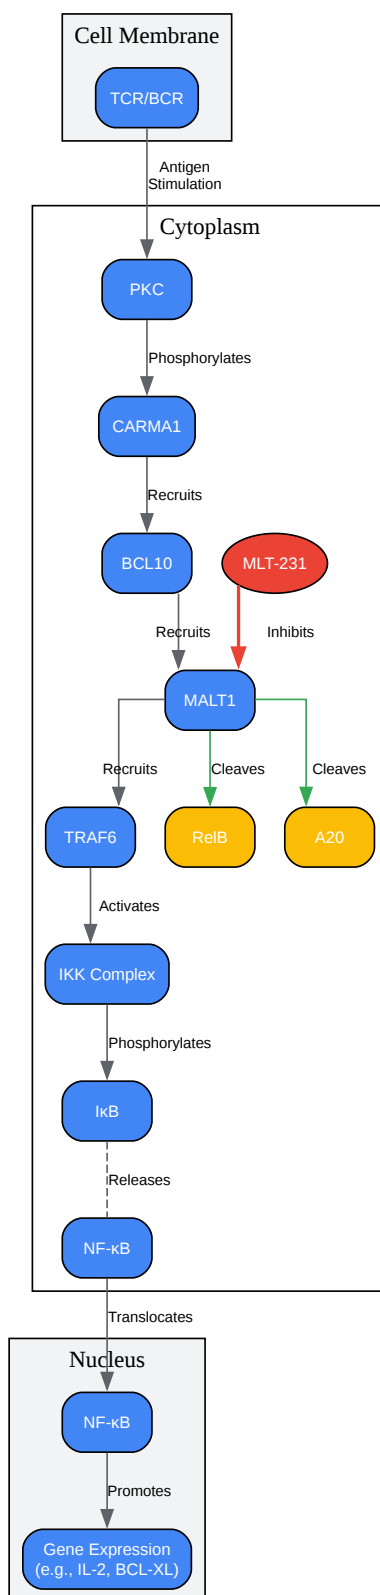 Cell Membrane
TCR/BCR
Antigen
Stimulation
Cytoplasm
PKC
Phosphorylates
CARMA1
Recruits
BCL10
MLT-231
Recruits
Inhibits
MALT1
Recruits
Cleaves
Cleaves
TRAF6
RelB
A20
Activates
IKK Complex
Phosphorylates
IκB
Releases
NF-κB
Translocates
Nucleus
NF-κB
Promotes
Gene Expression
(e.g., IL-2, BCL-XL)